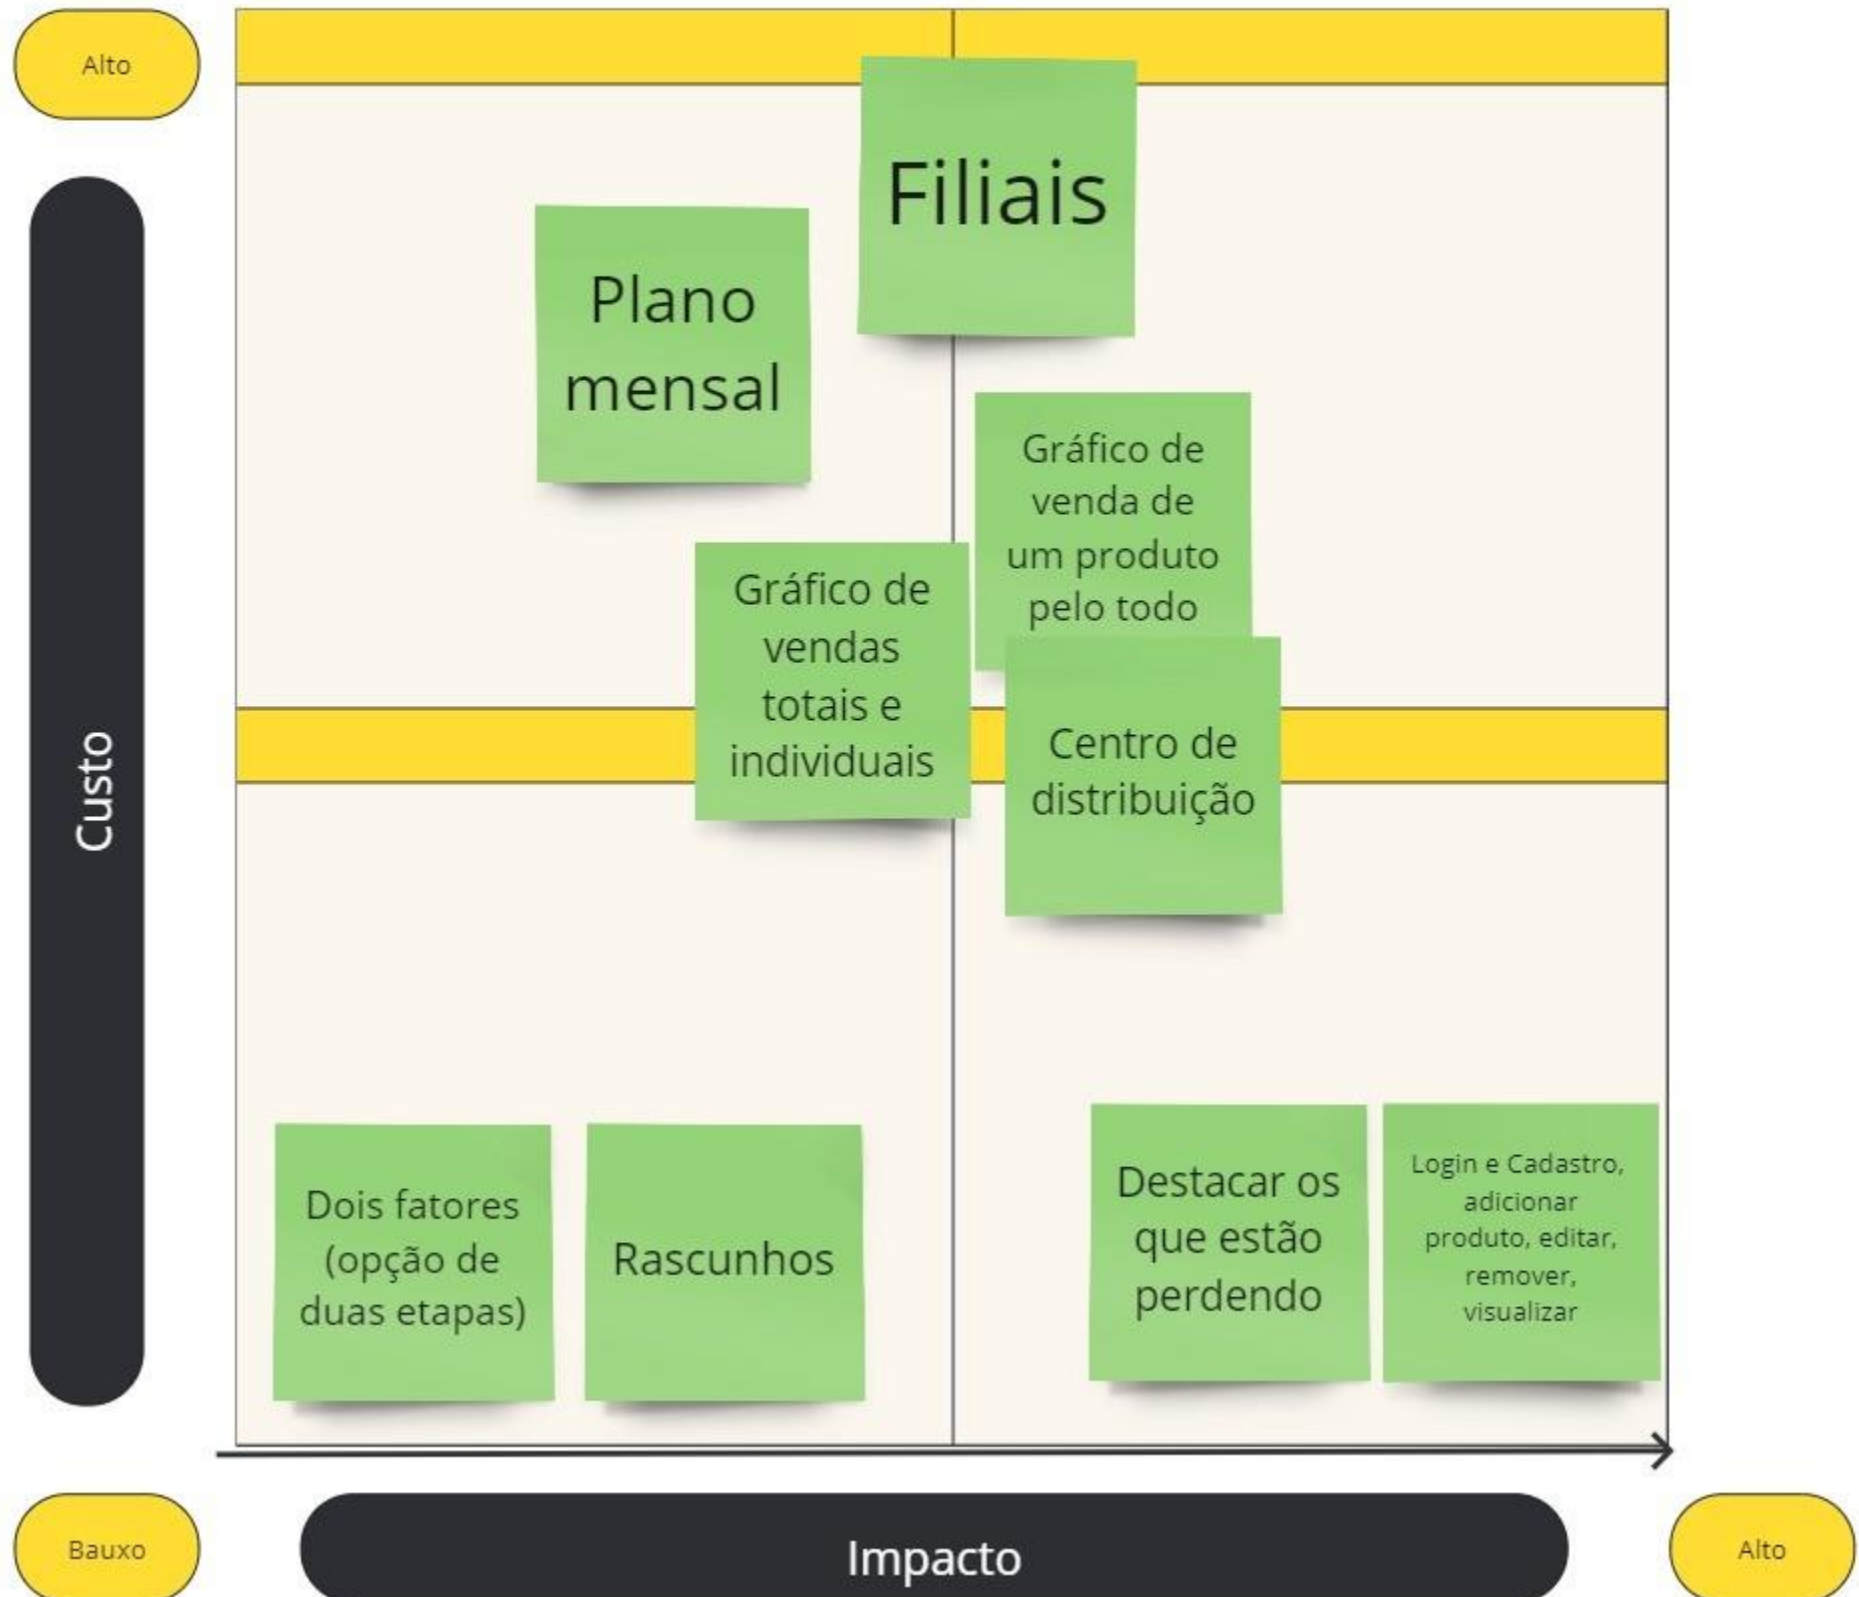 Alto
Filiais
Plano
mensal
Gráfico de
venda de
um produto
pelo todo
Gráfico de
vendas
totais e
individuais
Centro de
distribuição
Custo
Dois fatores
(opção de
duas etapas)
Rascunhos
Destacar os
que estão
perdendo
Login e Cadastro,
adicionar
produto, editar,
remover,
visualizar
Bauxo
Impacto
Alto